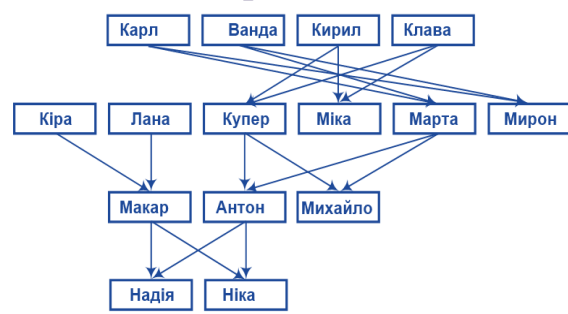 Карл Ванда Кирил Клава
Кіра Лана Купер Міка Марта Мирон
Макар Антон Михайло
Надія Ніка